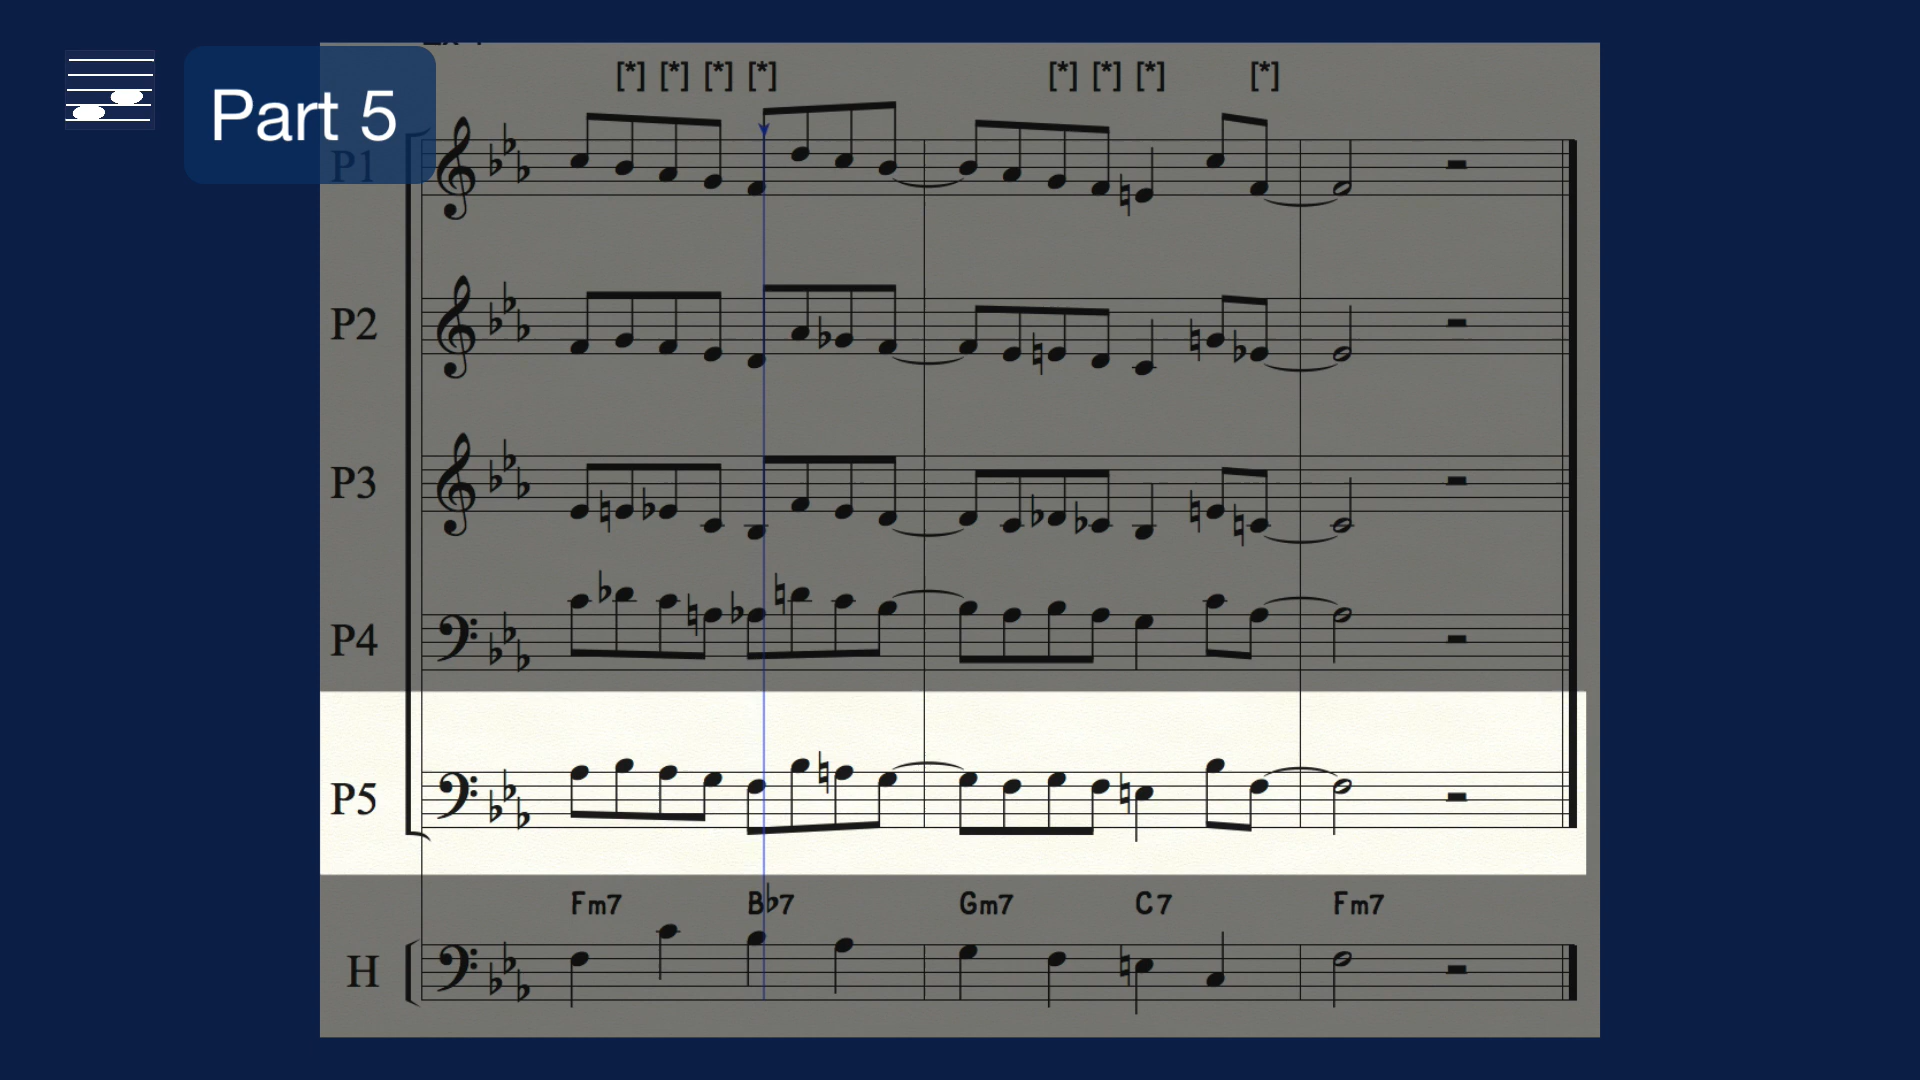 Part 5
[*] [*] [*] [*] [*] [*] [*] [*]
P1
P2
P3
P4
P5
Fm7 B♭7 Gm7 C7 Fm7
H